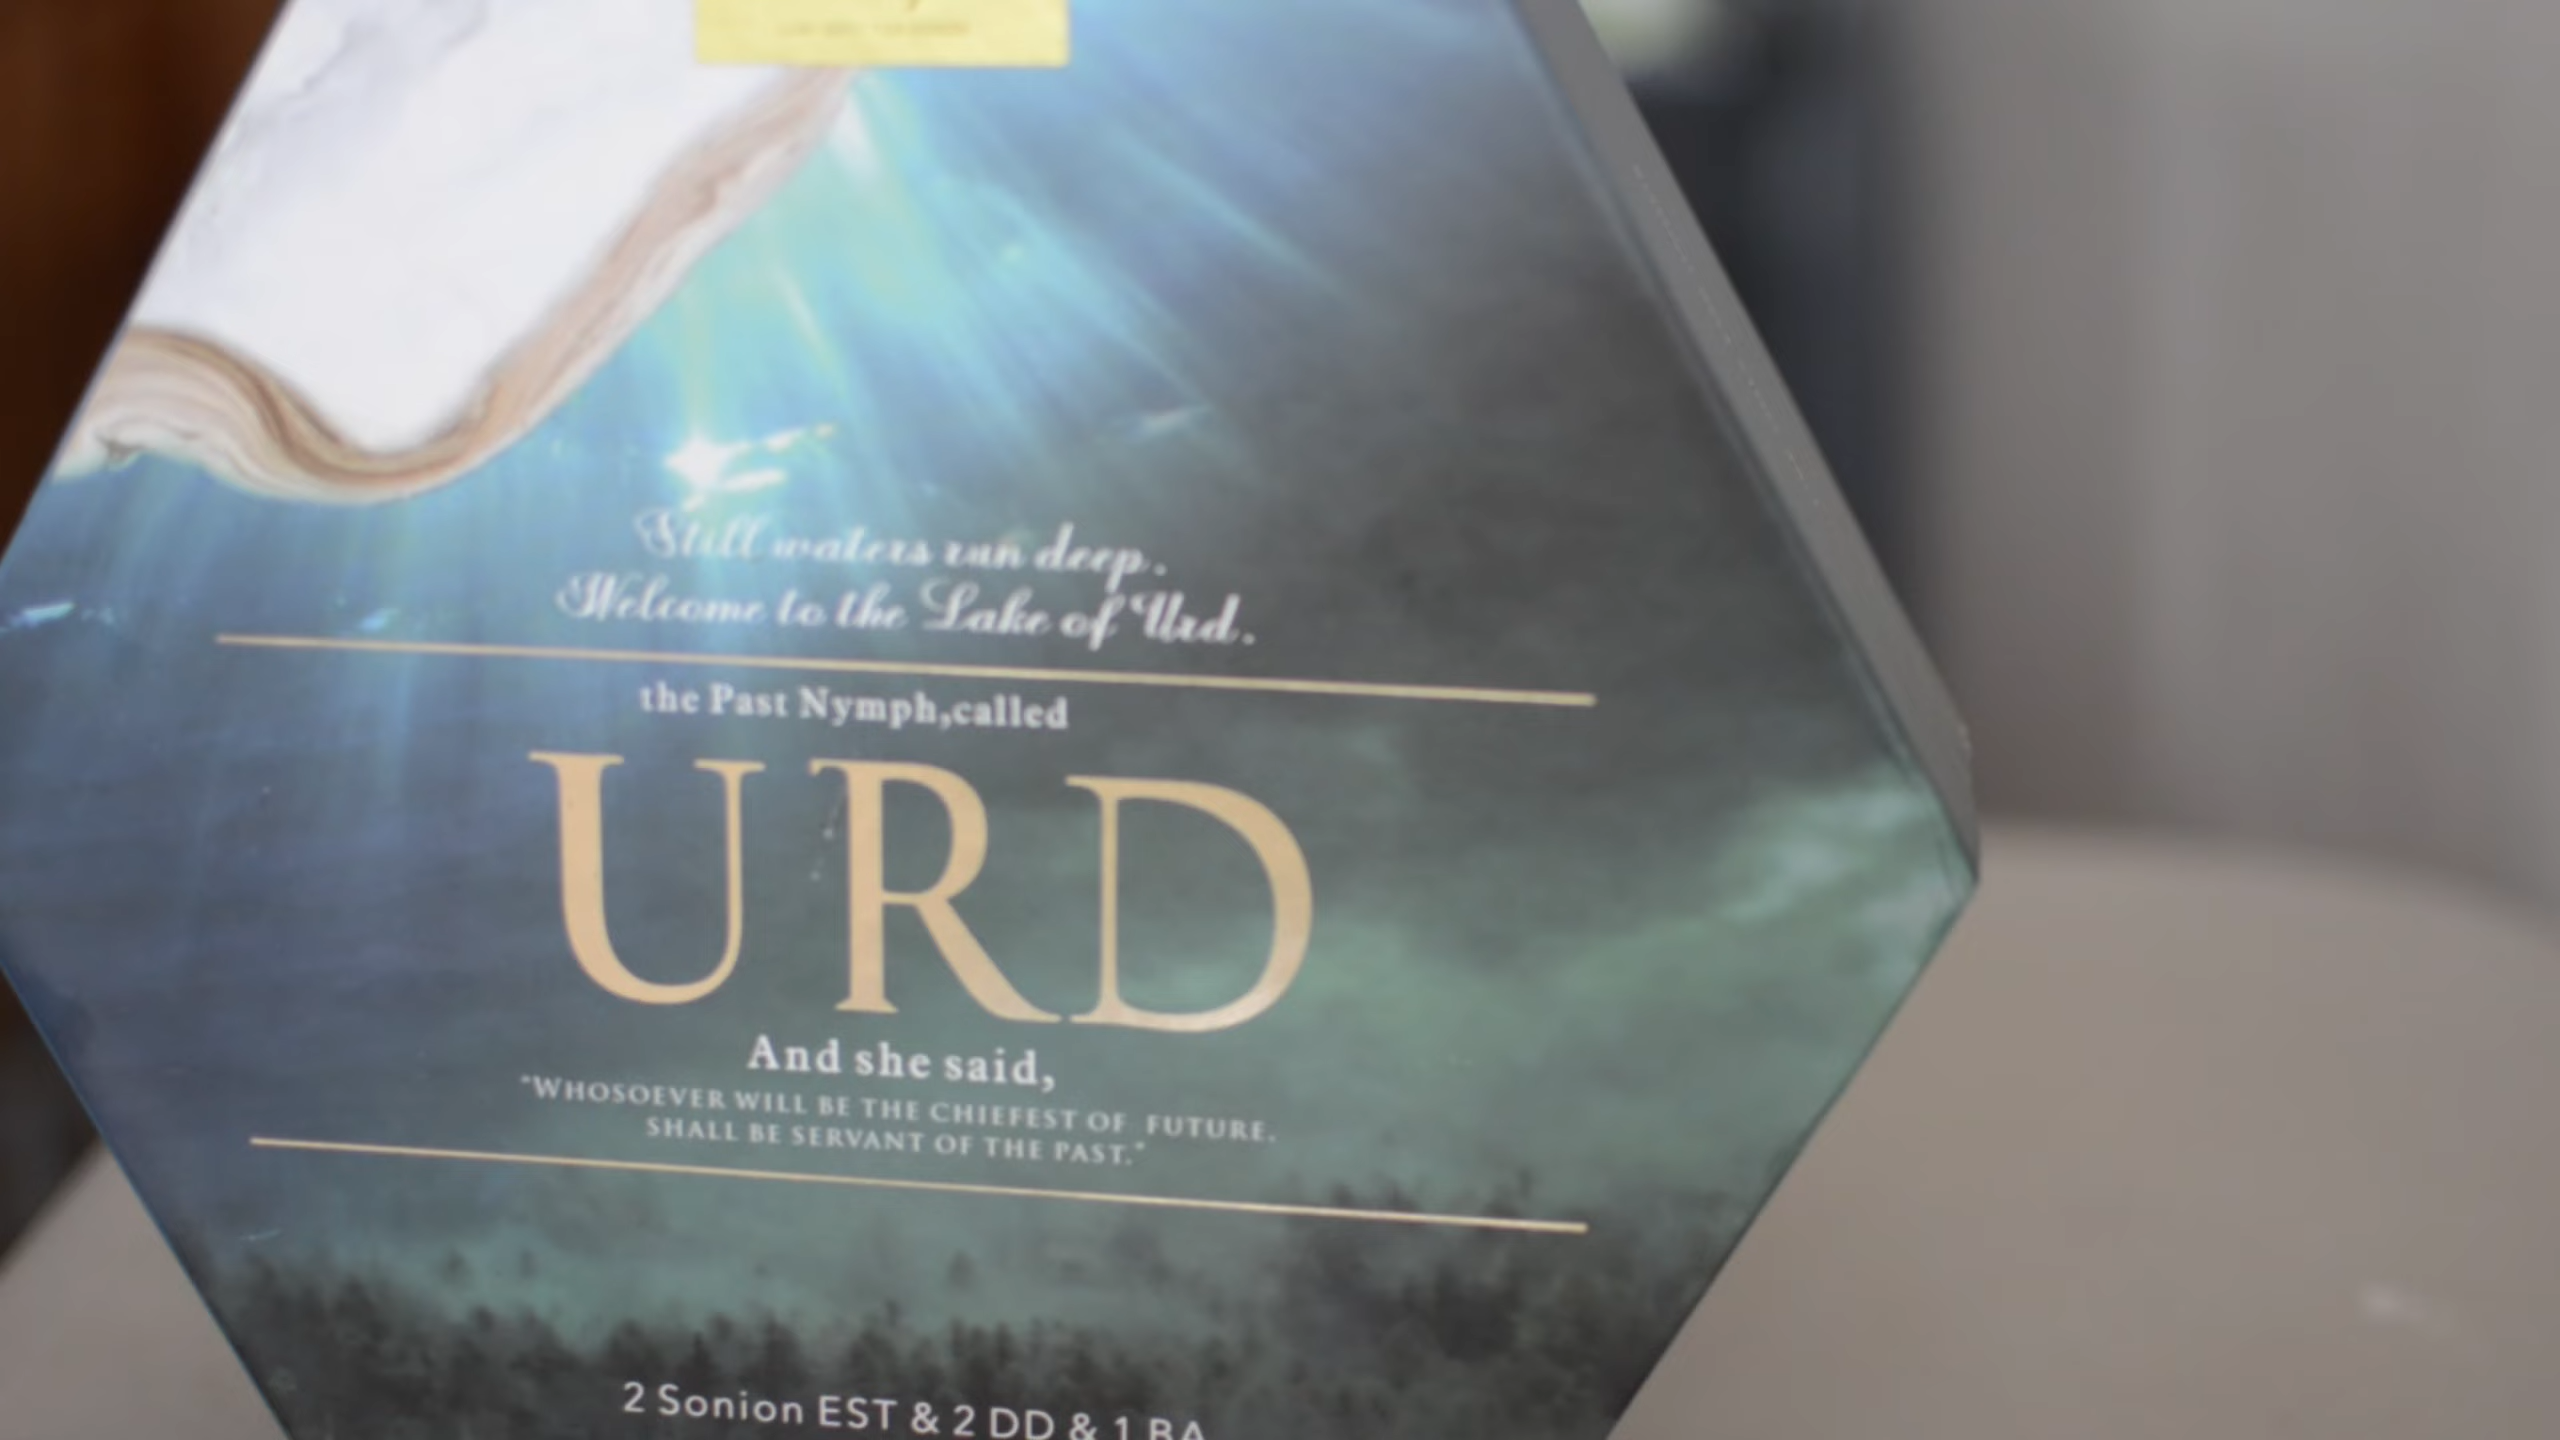 Still waters run deep.
Welcome to the Lake of Urd.
the Past Nymph,called
URD
And she said,
"WHOSOEVER WILL BE THE CHIEFEST OF FUTURE,
SHALL BE SERVANT OF THE PAST."
2 Sonion EST & 2 DD & 1 BA